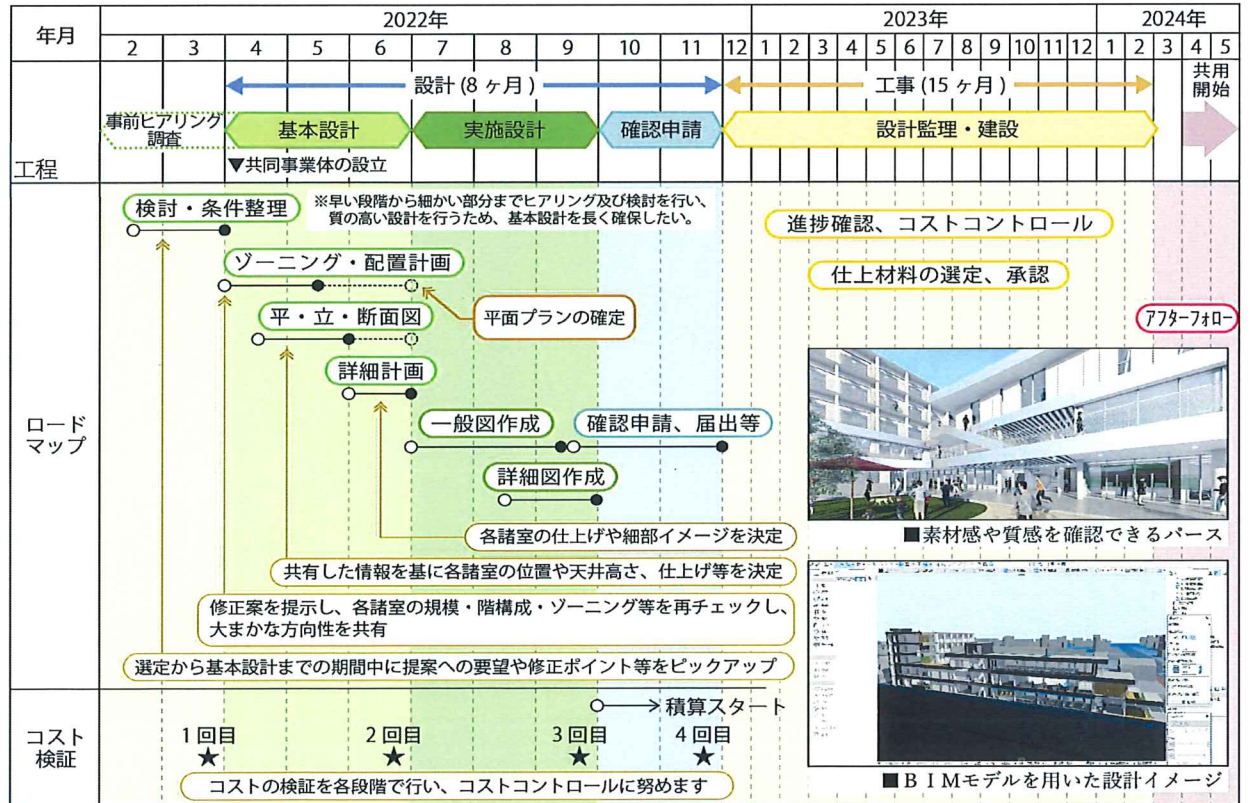 年月
2022年
2023年
2024年
2 3 4 5 6 7 8 9 10 11 12 1 2 3 4 5 6 7 8 9 10 11 12 1 2 3 4 5
工程
設計(8ヶ月)
工事(15ヶ月)
共用
開始
事前ヒアリング
調査
基本設計
実施設計
確認申請
設計監理・建設
▼共同事業体の設立
ロード
マップ
検討・条件整理
※早い段階から細かい部分までヒアリング及び検討を行い、
質の高い設計を行うため、基本設計を長く確保したい。
進捗確認、コストコントロール
ゾーニング・配置計画
仕上材料の選定、承認
平面プランの確定
平・立・断面図
アフターフォロー
詳細計画
一般図作成
確認申請、届出等
詳細図作成
各諸室の仕上げや細部イメージを決定
■素材感や質感を確認できるパース
共有した情報を基に各諸室の位置や天井高さ、仕上げ等を決定
修正案を提示し、各諸室の規模・階構成・ゾーニング等を再チェックし、
大まかな方向性を共有
選定から基本設計までの期間中に提案への要望や修正ポイント等をピックアップ
コスト
検証
積算スタート
1回目
2回目
3回目
4回目
★ ★ ★ ★
コストの検証を各段階で行い、コストコントロールに努めます
■BIMモデルを用いた設計イメージ